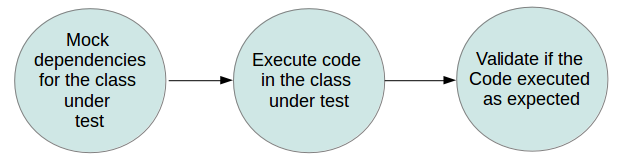 Mock
dependencies
for the class
under
test
Execute code
in the class
under test
Validate if the
Code executed
as expected